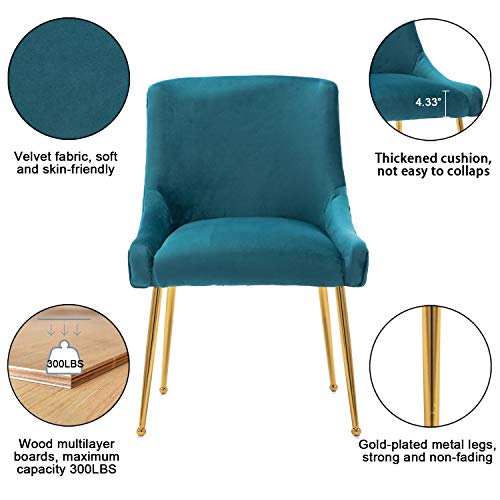 4.33"
Velvet fabric, soft
and skin-friendly
Thickened cushion,
not easy to collaps
300LBS
Wood multilayer
boards, maximum
capacity 300LBS
Gold-plated metal legs,
strong and non-fading